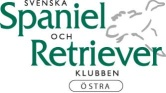 SVENSKA
Spaniel
OCH
Retriever
KLUBBEN
ÖSTRA